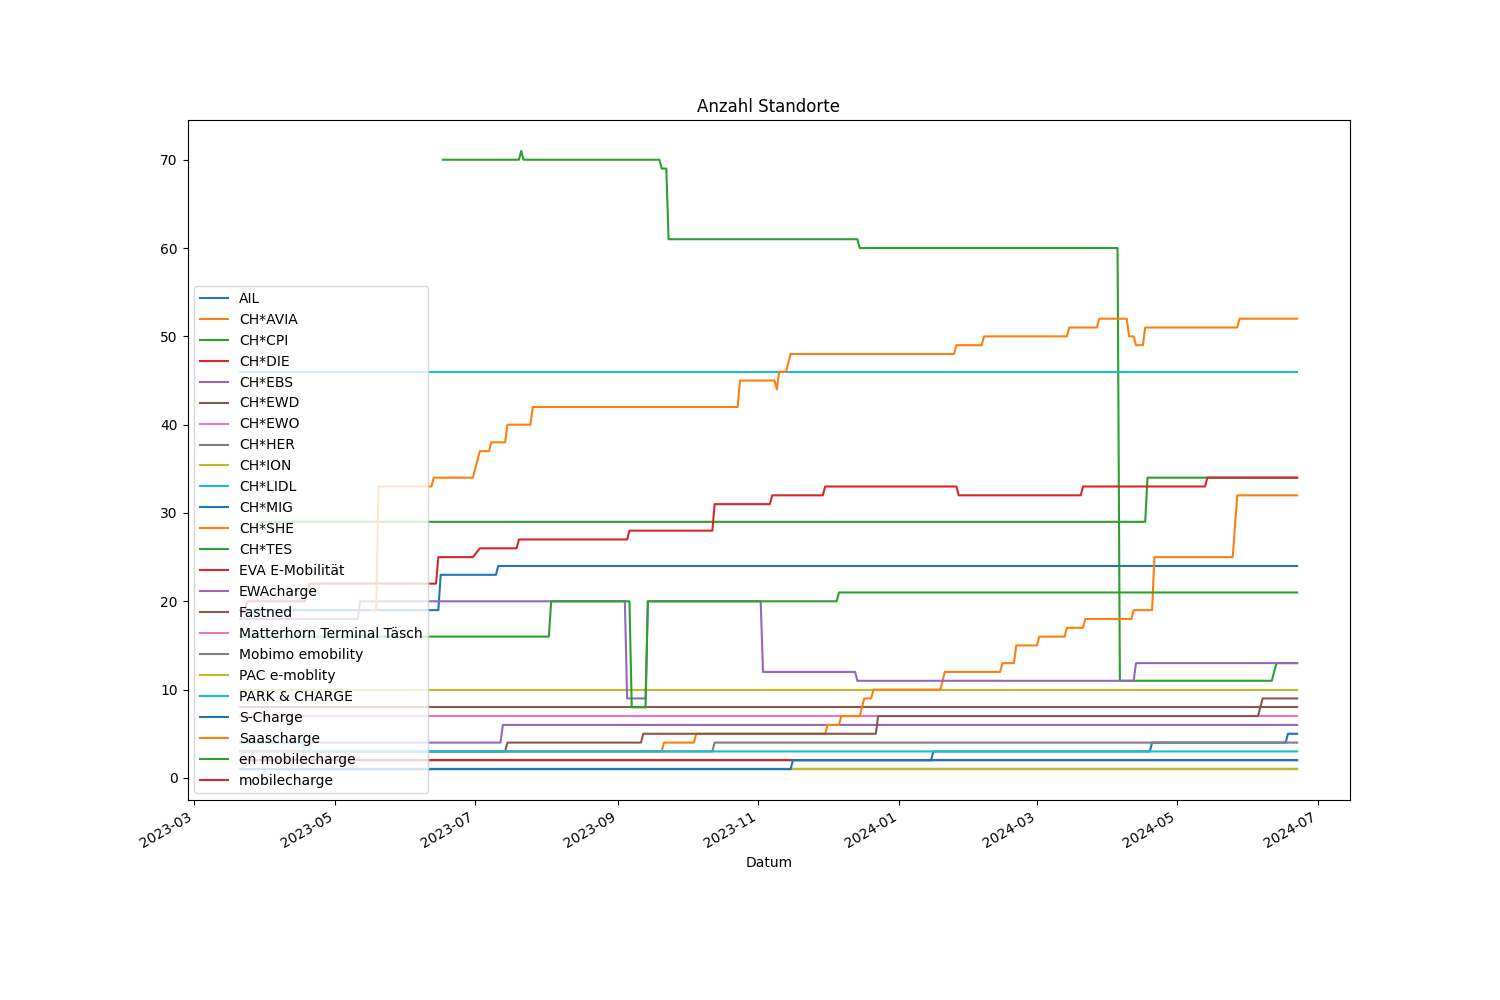 Anzahl Standorte
70
60
50
40
30
20
10
0
AIL
CH*AVIA
CH*CPI
CH*DIE
CH*EBS
CH*EWD
CH*EWO
CH*HER
CH*ION
CH*LIDL
CH*MIG
CH*SHE
CH*TES
EVA E-Mobilität
EWAcharge
Fastned
Matterhorn Terminal Täsch
Mobimo emobility
PAC e-moblity
PARK & CHARGE
S-Charge
Saascharge
en mobilecharge
mobilecharge
2023-03
2023-05
2023-07
2023-09
2023-11
2024-01
2024-03
2024-05
2024-07
Datum